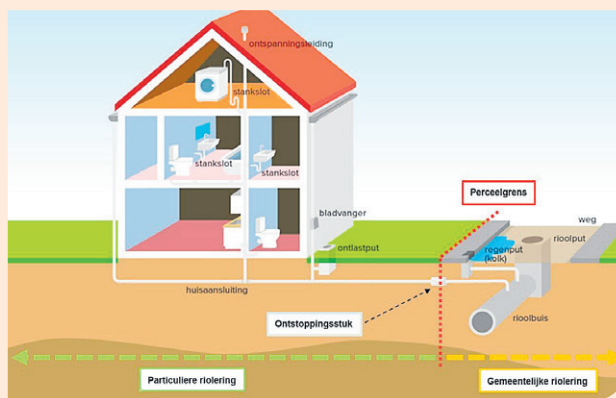 ontspanningsleiding
stankslot
stankslot
stankslot
Perceelgrens
weg
bladvanger
rioolput
regenput
(kolk)
ontlastput
huisaansluiting
Ontstoppingsstuk
rioolbuis
Particuliere riolering
Gemeentelijke riolering